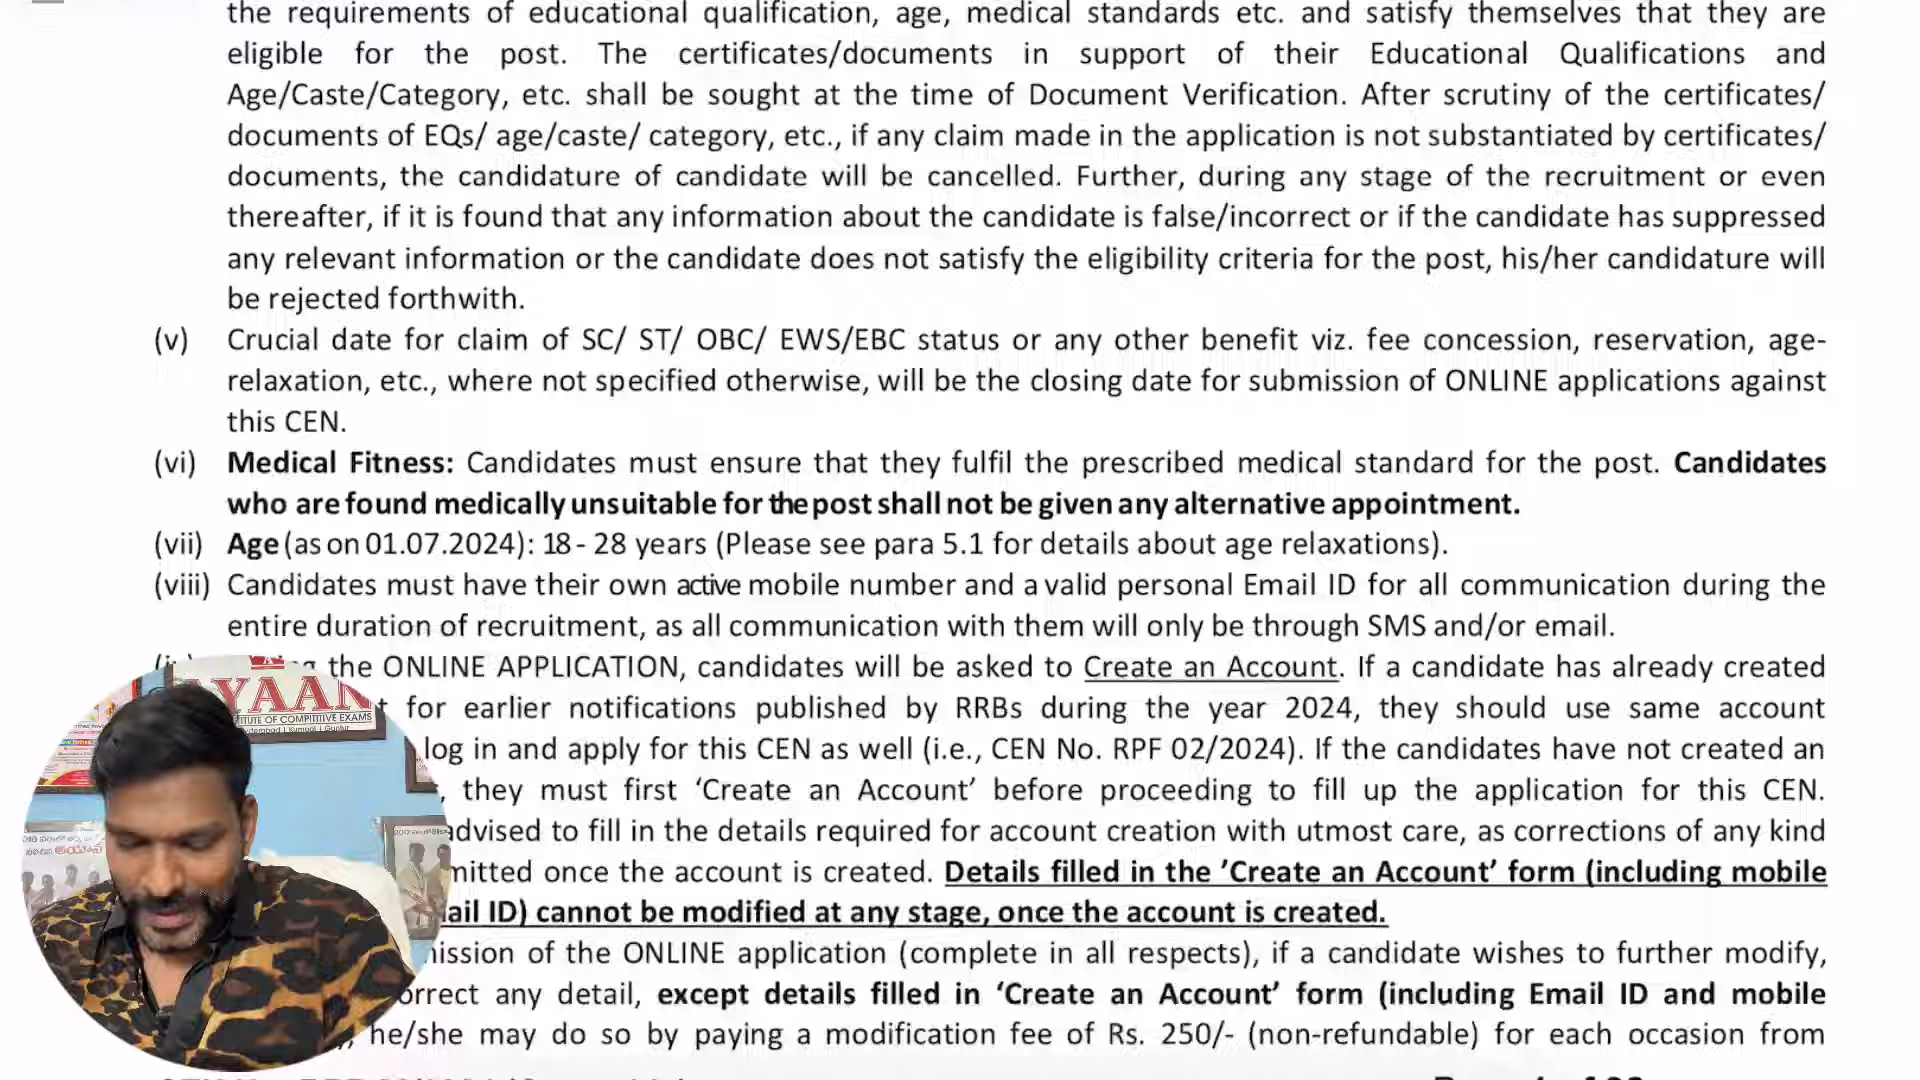 the requirements of educational qualification, age, medical standards etc. and satisfy themselves that they are
eligible for the post. The certificates/documents in support of their Educational Qualifications and
Age/Caste/Category, etc. shall be sought at the time of Document Verification. After scrutiny of the certificates/
documents of EQs/ age/caste/ category, etc., if any claim made in the application is not substantiated by certificates/
documents, the candidature of candidate will be cancelled. Further, during any stage of the recruitment or even
thereafter, if it is found that any information about the candidate is false/incorrect or if the candidate has suppressed
any relevant information or the candidate does not satisfy the eligibility criteria for the post, his/her candidature will
be rejected forthwith.
(v) Crucial date for claim of SC/ ST/ OBC/ EWS/EBC status or any other benefit viz. fee concession, reservation, age-
relaxation, etc., where not specified otherwise, will be the closing date for submission of ONLINE applications against
this CEN.
(vi) Medical Fitness: Candidates must ensure that they fulfil the prescribed medical standard for the post. Candidates
who are found medically unsuitable for the post shall not be given any alternative appointment.
(vii) Age (as on 01.07.2024): 18 - 28 years (Please see para 5.1 for details about age relaxations).
(viii) Candidates must have their own active mobile number and a valid personal Email ID for all communication during the
entire duration of recruitment, as all communication with them will only be through SMS and/or email.
the ONLINE APPLICATION, candidates will be asked to Create an Account. If a candidate has already created
for earlier notifications published by RRBs during the year 2024, they should use same account
log in and apply for this CEN as well (i.e., CEN No. RPF 02/2024). If the candidates have not created an
, they must first ‘Create an Account’ before proceeding to fill up the application for this CEN.
advised to fill in the details required for account creation with utmost care, as corrections of any kind
mitted once the account is created. Details filled in the ’Create an Account’ form (including mobile
ail ID) cannot be modified at any stage, once the account is created.
ission of the ONLINE application (complete in all respects), if a candidate wishes to further modify,
orrect any detail, except details filled in ‘Create an Account’ form (including Email ID and mobile
he/she may do so by paying a modification fee of Rs. 250/- (non-refundable) for each occasion from
YAAN
TUTE OF COMPITITIVE EXAMS
Kurnool | Guntur